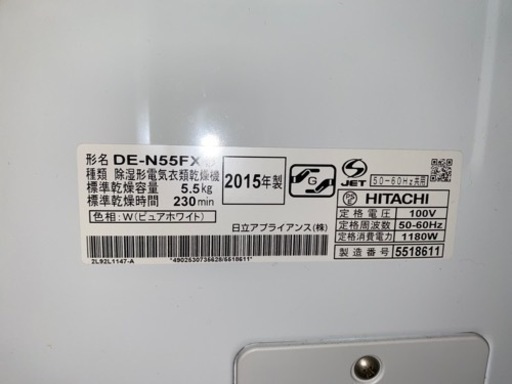 形名 DE-N55FX
種類 除湿形電気衣類乾燥機
標準乾燥容量 5.5kg
標準乾燥時間 230min
色相:W(ピュアホワイト)
2015年製
G
S
JET
50-60Hz共用
HITACHI
定格電圧 100V
定格周波数 50-60Hz
定格消費電力 1180W
製造番号 5518611
日立アプライアンス(株)
2L92L1147-A
*4902530735628/5518611*